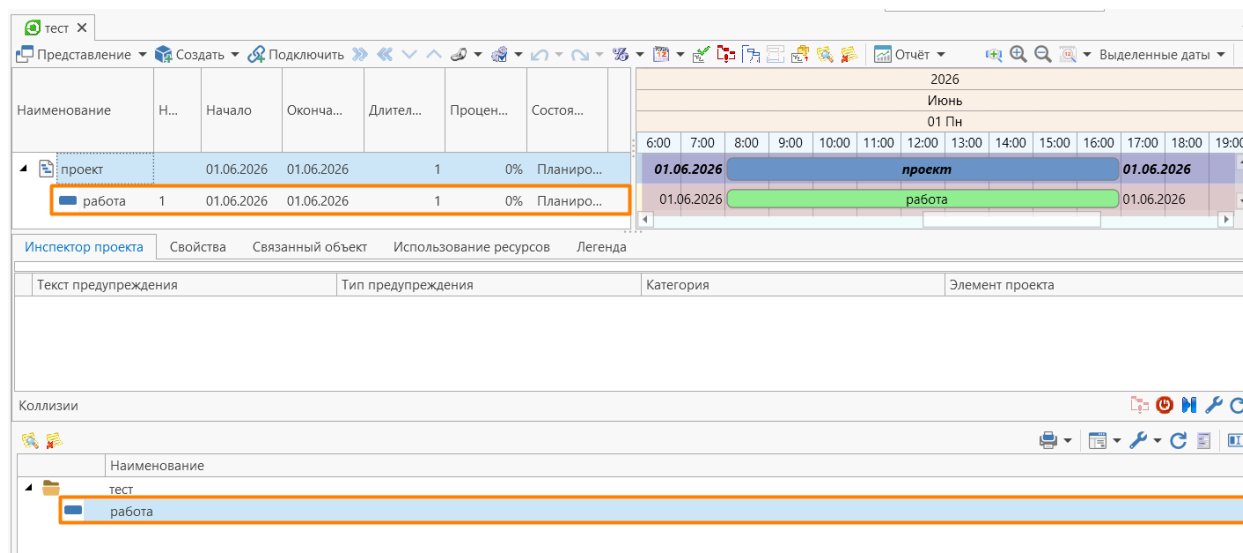 тест
Представление Создать Подключить Отчёт Выделенные даты
Наименование Н... Начало Оконча... Длител... Процен... Состоя...
2026
Июнь
01 Пн
6:00 7:00 8:00 9:00 10:00 11:00 12:00 13:00 14:00 15:00 16:00 17:00 18:00 19:00
проект 01.06.2026 01.06.2026 1 0% Планиро... 01.06.2026 проект 01.06.2026
работа 1 01.06.2026 01.06.2026 1 0% Планиро... 01.06.2026 работа 01.06.2026
Инспектор проекта Свойства Связанный объект Использование ресурсов Легенда
Текст предупреждения Тип предупреждения Категория Элемент проекта
Коллизии
Наименование
тест
работа